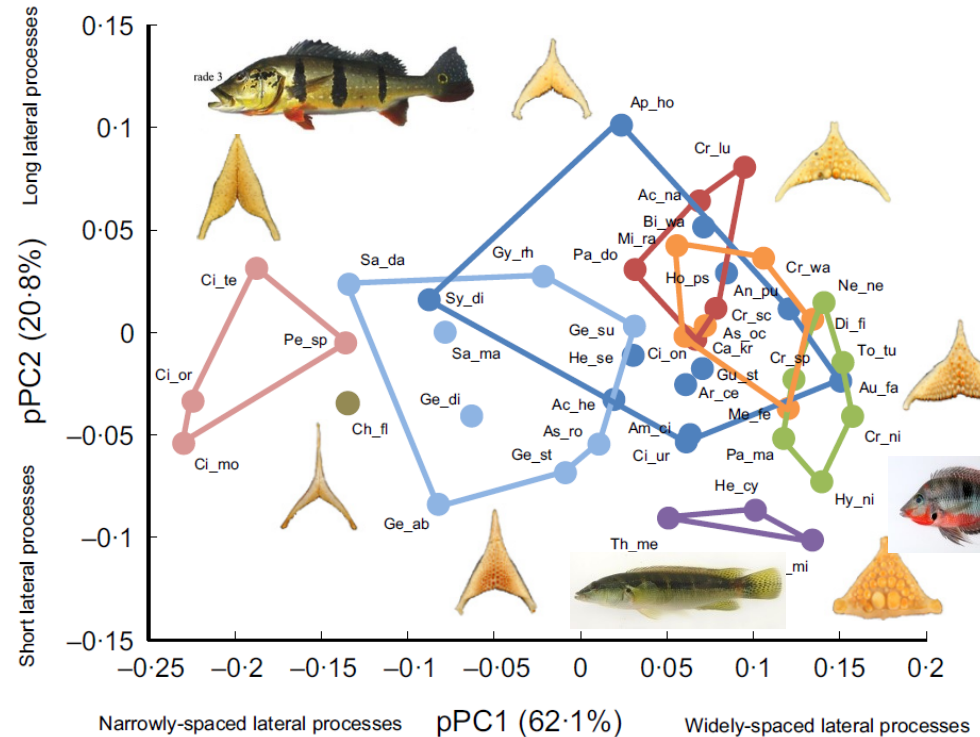 0·15
rade 3
Long lateral processes
Ap_ho
0·1
Cr_lu
Ac_na
Bi_wa
0·05
Mi_ra
Gy_rh
Pa_do
Cr_wa
Ci_te
Sa_da
Ho_ps
An_pu
Ne_ne
Sy_di
pPC2 (20·8%)
0
Pe_sp
Sa_ma
Ge_su
He_se
Ci_on
Cr_sc
As_oc
Ca_kr
Di_fi
To_tu
Cr_sp
Ci_or
Ge_di
Gu_st
Ar_ce
Au_fa
Ac_he
Me_fe
–0·05
Ch_fl
As_ro
Am_ci
Ci_ur
Pa_ma
Cr_ni
Ci_mo
Ge_st
He_cy
Hy_ni
Ge_ab
–0·1
Th_me
_mi
Short lateral processes
–0·15
–0·25
–0·2
–0·15
–0·1
–0·05
0
0·05
0·1
0·15
0·2
Narrowly-spaced lateral processes
pPC1 (62·1%)
Widely-spaced lateral processes